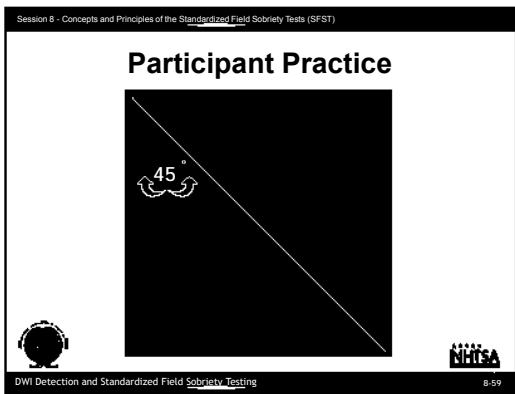 Session 8 - Concepts and Principles of the Standardized Field Sobriety Tests (SFST)
Participant Practice
45°
NHTSA
DWI Detection and Standardized Field Sobriety Testing
8-59